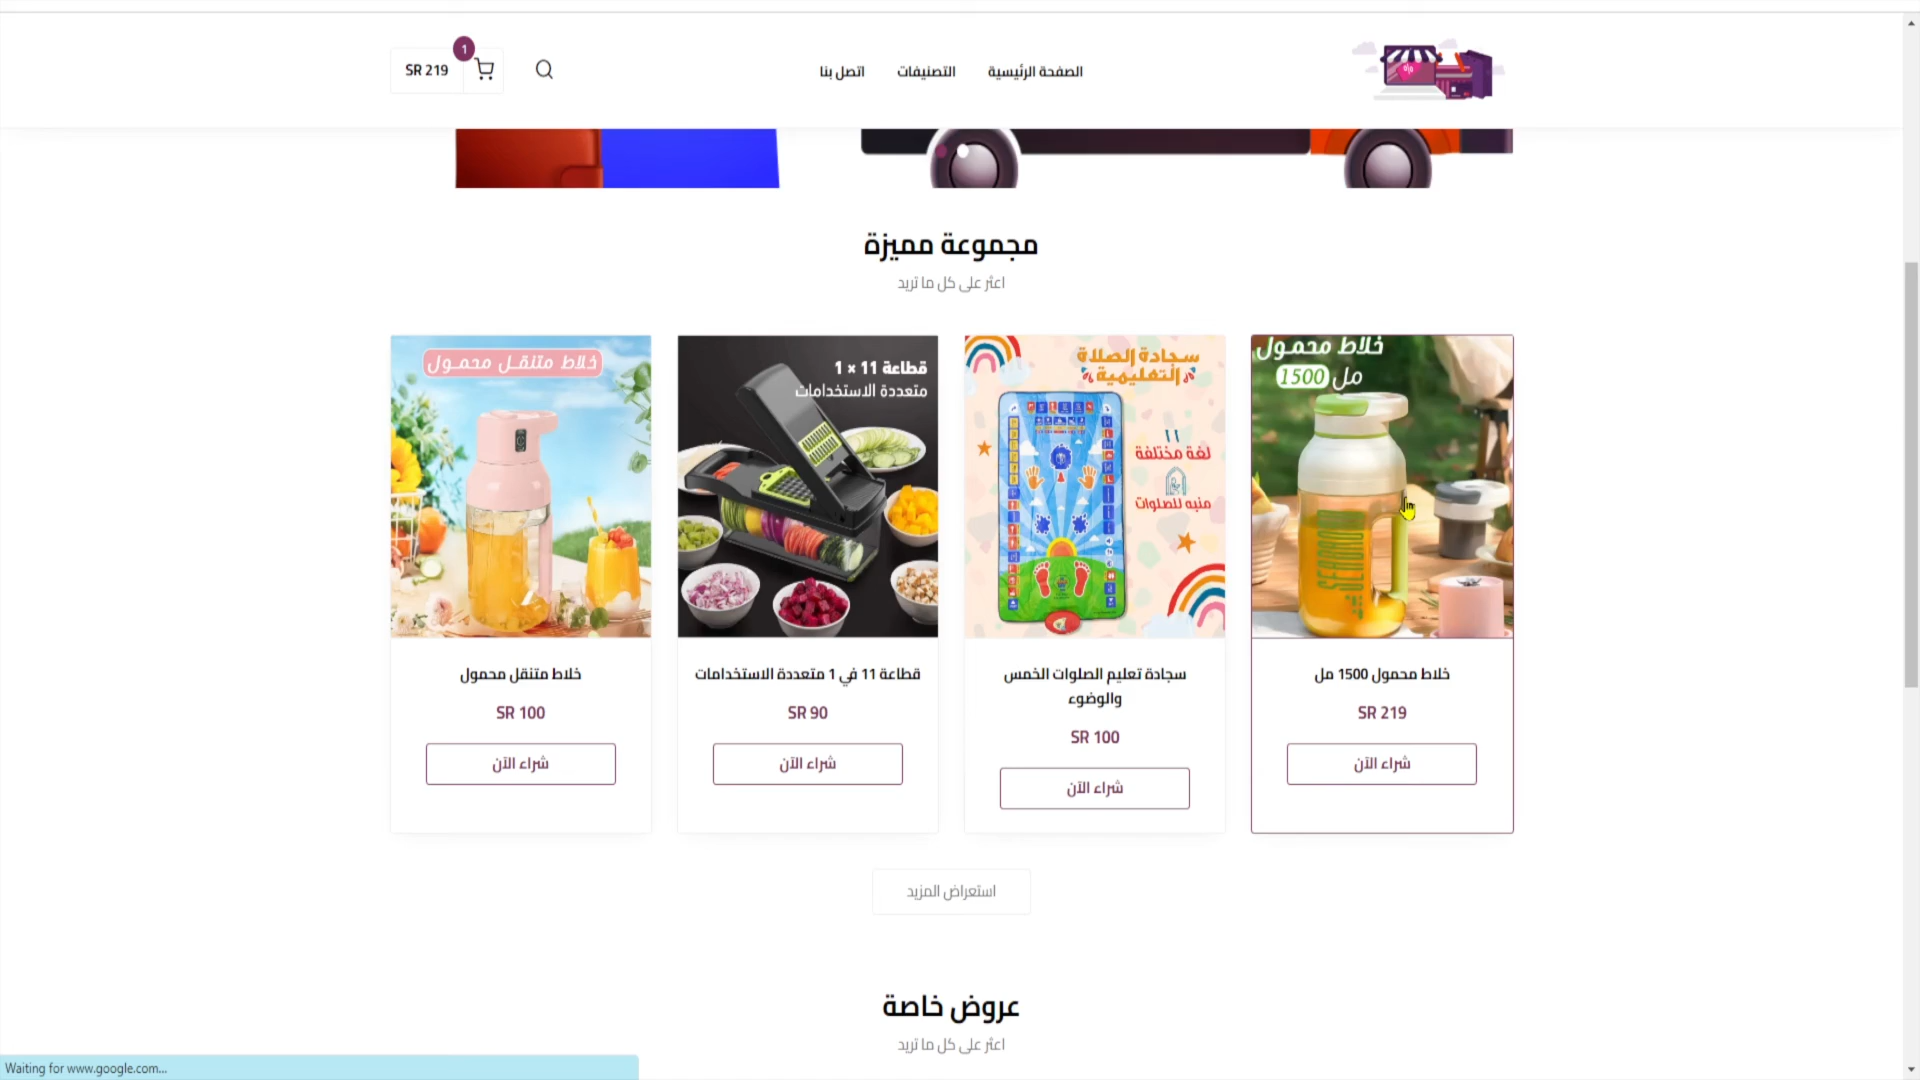 الصفحة الرئيسية
التصنيفات
اتصل بنا
1
SR 219
مجموعة مميزة
اعثر على كل ما تريد
خلاط محمول
1500 مل
خلاط محمول 1500 مل
SR 219
شراء الآن
سجادة الصلاة
التعليمية
11
لغة مختلفة
منبه للصلوات
سجادة تعليم الصلوات الخمس
والوضوء
SR 100
شراء الآن
قطاعة 11 × 1
متعددة الاستخدامات
قطاعة 11 في 1 متعددة الاستخدامات
SR 90
شراء الآن
خلاط متنقل محمول
خلاط متنقل محمول
SR 100
شراء الآن
استعراض المزيد
عروض خاصة
اعثر على كل ما تريد
Waiting for www.google.com...